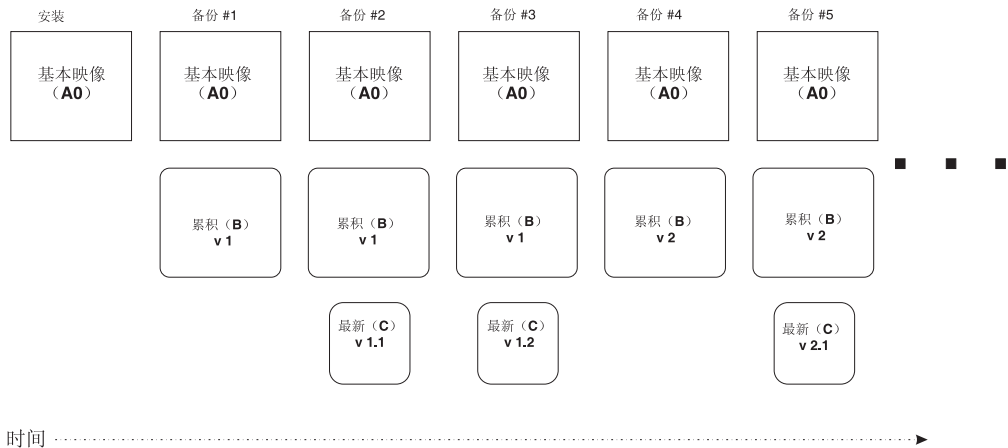 安装
备份 #1
备份 #2
备份 #3
备份 #4
备份 #5
基本映像
（A0）
基本映像
（A0）
基本映像
（A0）
基本映像
（A0）
基本映像
（A0）
基本映像
（A0）
累积（B）
v 1
累积（B）
v 1
累积（B）
v 1
累积（B）
v 2
累积（B）
v 2
最新（C）
v 1.1
最新（C）
v 1.2
最新（C）
v 2.1
时间